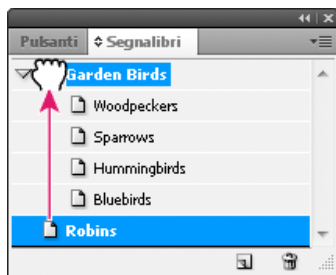 Pulsanti Segnalibri
Garden Birds
Woodpeckers
Sparrows
Hummingbirds
Bluebirds
Robins